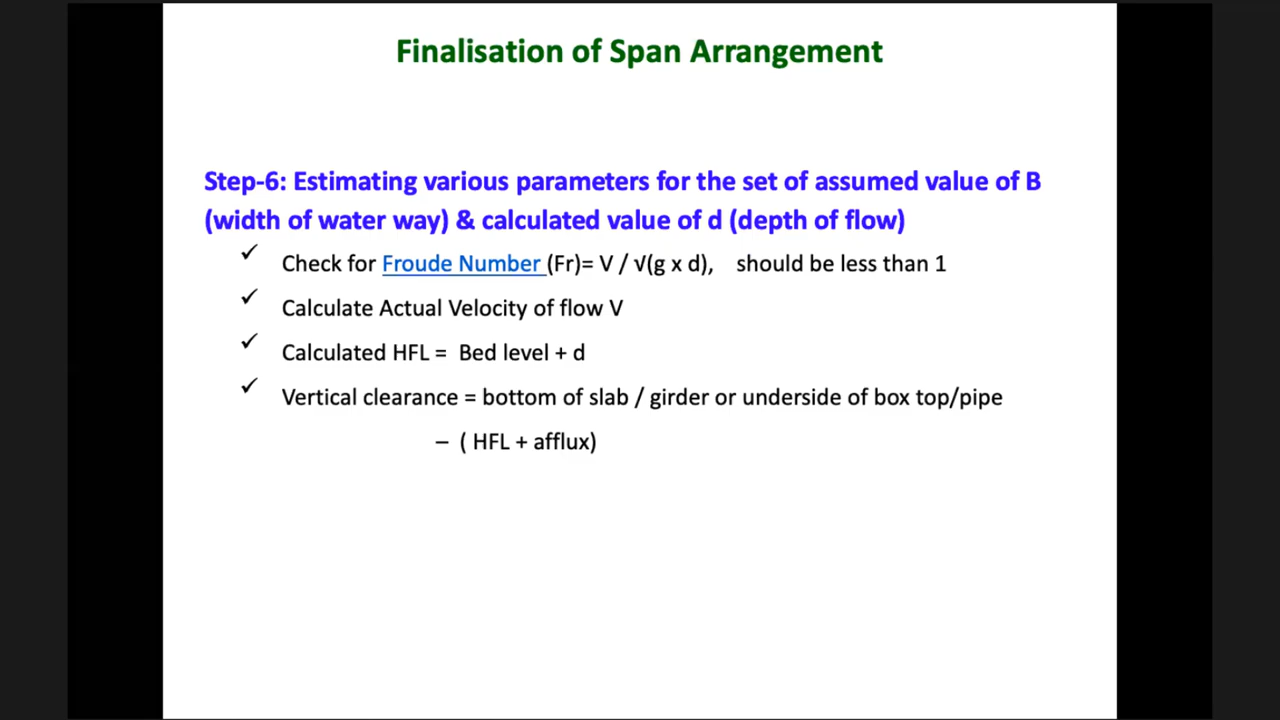 Finalisation of Span Arrangement
Step-6: Estimating various parameters for the set of assumed value of B
(width of water way) & calculated value of d (depth of flow)
✓ Check for Froude Number (Fr)= V / √(g x d), should be less than 1
✓ Calculate Actual Velocity of flow V
✓ Calculated HFL = Bed level + d
✓ Vertical clearance = bottom of slab / girder or underside of box top/pipe
– ( HFL + afflux)